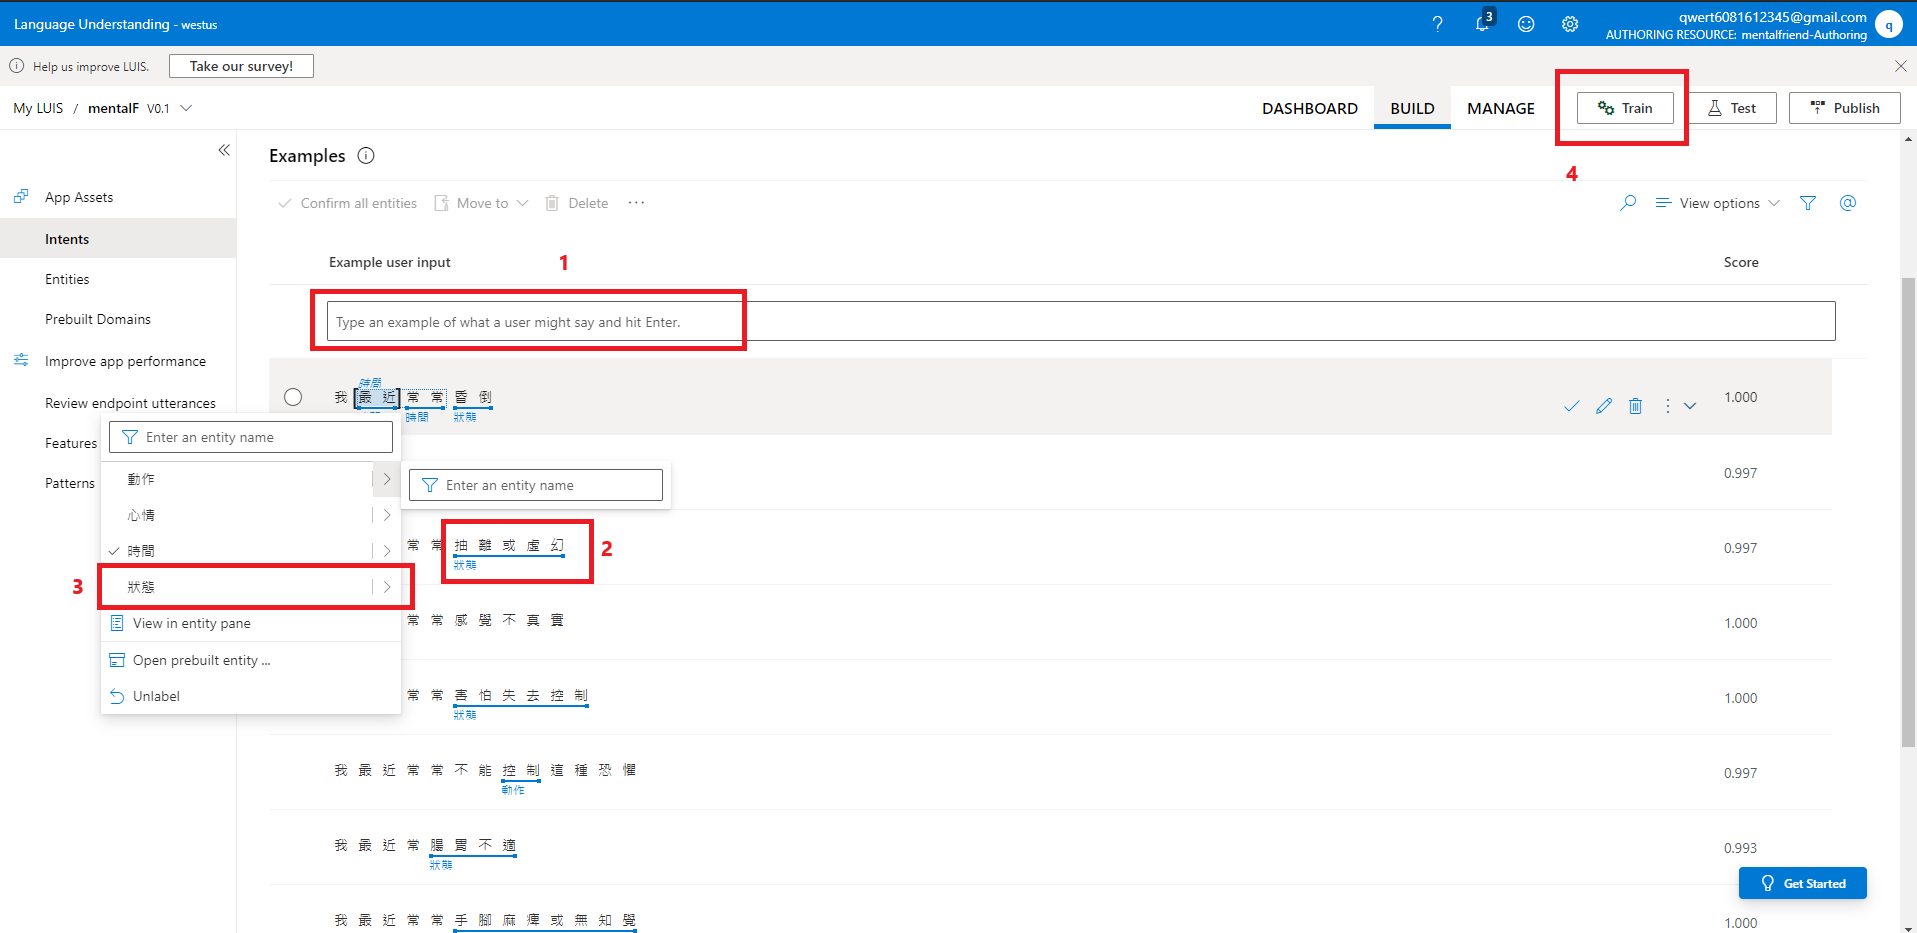 Language Understanding - westus
? 3 qwert6081612345@gmail.com
AUTHORING RESOURCE: mentalfriend-Authoring
q
Help us improve LUIS. Take our survey!
My LUIS / mentalF V0.1
DASHBOARD BUILD MANAGE Train Test Publish
4
App Assets
Intents
Entities
Prebuilt Domains
Improve app performance
Review endpoint utterances
Features
Patterns
Examples
Confirm all entities Move to Delete ...
View options @
Example user input 1 Score
Type an example of what a user might say and hit Enter.
時間
我 [最 近] 常 常 昏 倒 1.000
時間 狀態
Enter an entity name
動作
心情
時間
3 狀態
View in entity pane
Open prebuilt entity ...
Unlabel
Enter an entity name
0.997
常 常 抽 離 或 虛 幻 2 0.997
狀態
常 常 感 覺 不 真 實 1.000
常 常 害 怕 失 去 控 制 1.000
狀態
我 最 近 常 常 不 能 控 制 這 種 恐 懼 0.997
動作
我 最 近 常 腸 胃 不 適 0.993
狀態
Get Started
我 最 近 常 常 手 腳 麻 痺 或 無 知 覺 1.000